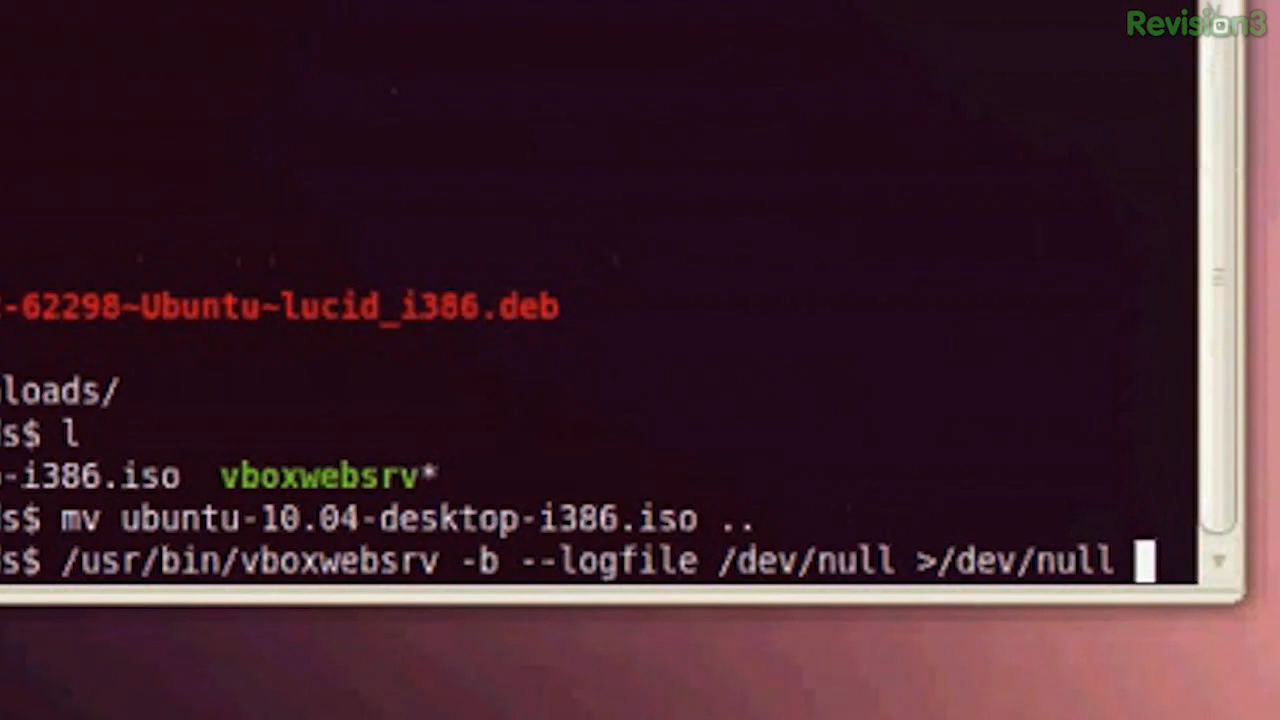 Revision3
-62298~Ubuntu~lucid_i386.deb
loads/
s$ l
-i386.iso vboxwebsrv*
s$ mv ubuntu-10.04-desktop-i386.iso ..
s$ /usr/bin/vboxwebsrv -b --logfile /dev/null >/dev/null